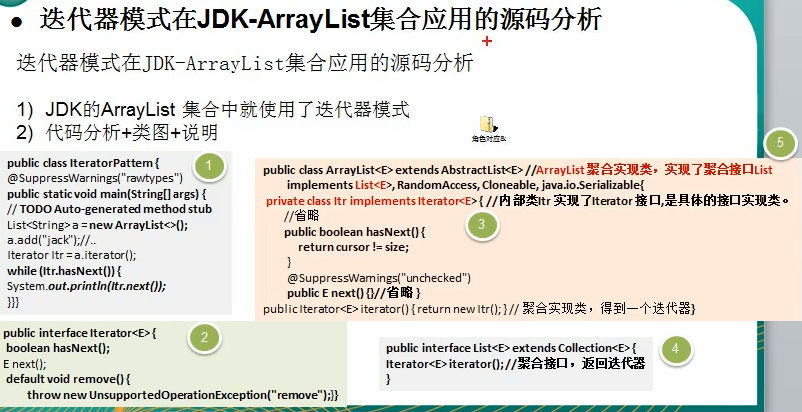 ● 迭代器模式在JDK-ArrayList集合应用的源码分析
迭代器模式在JDK-ArrayList集合应用的源码分析
1) JDK的ArrayList 集合中就使用了迭代器模式
2) 代码分析+类图+说明
角色对应&
1
public class IteratorPattern {
@SuppressWarnings("rawtypes")
public static void main(String[] args) {
// TODO Auto-generated method stub
List<String> a = new ArrayList<>();
a.add("jack");//..
Iterator Itr = a.iterator();
while (Itr.hasNext()) {
System.out.println(Itr.next());
}}}
2
public interface Iterator<E> {
boolean hasNext();
E next();
default void remove() {
throw new UnsupportedOperationException("remove");}}
5
public class ArrayList<E> extends AbstractList<E> //ArrayList 聚合实现类，实现了聚合接口List
implements List<E>, RandomAccess, Cloneable, java.io.Serializable{
private class Itr implements Iterator<E> { //内部类Itr 实现了Iterator 接口,是具体的接口实现类。
//省略
3
public boolean hasNext() {
return cursor != size;
}
@SuppressWarnings("unchecked")
public E next() {}//省略 }
public Iterator<E> iterator() { return new Itr(); } // 聚合实现类，得到一个迭代器}
4
public interface List<E> extends Collection<E> {
Iterator<E> iterator(); //聚合接口，返回迭代器
}